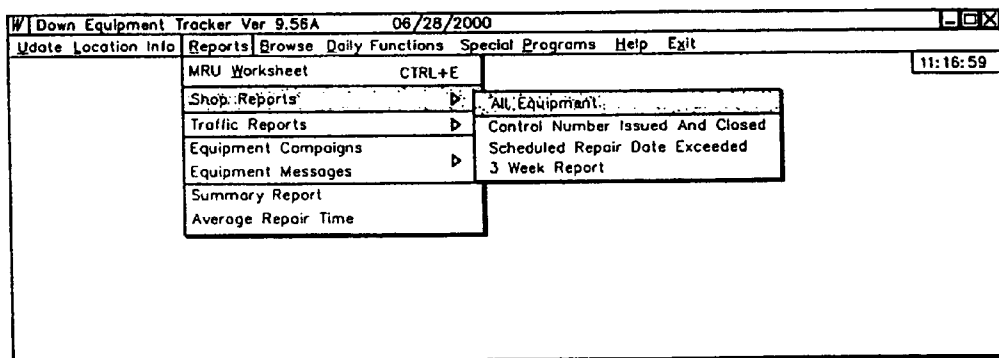 W Down Equipment Tracker Ver 9.56A 06/28/2000
Udate Location Info Reports Browse Daily Functions Special Programs Help Exit
11:16:59
MRU Worksheet CTRL+E
Shop Reports
All Equipment
Traffic Reports
Control Number Issued And Closed
Equipment Campaigns
Scheduled Repair Date Exceeded
Equipment Messages
3 Week Report
Summary Report
Average Repair Time